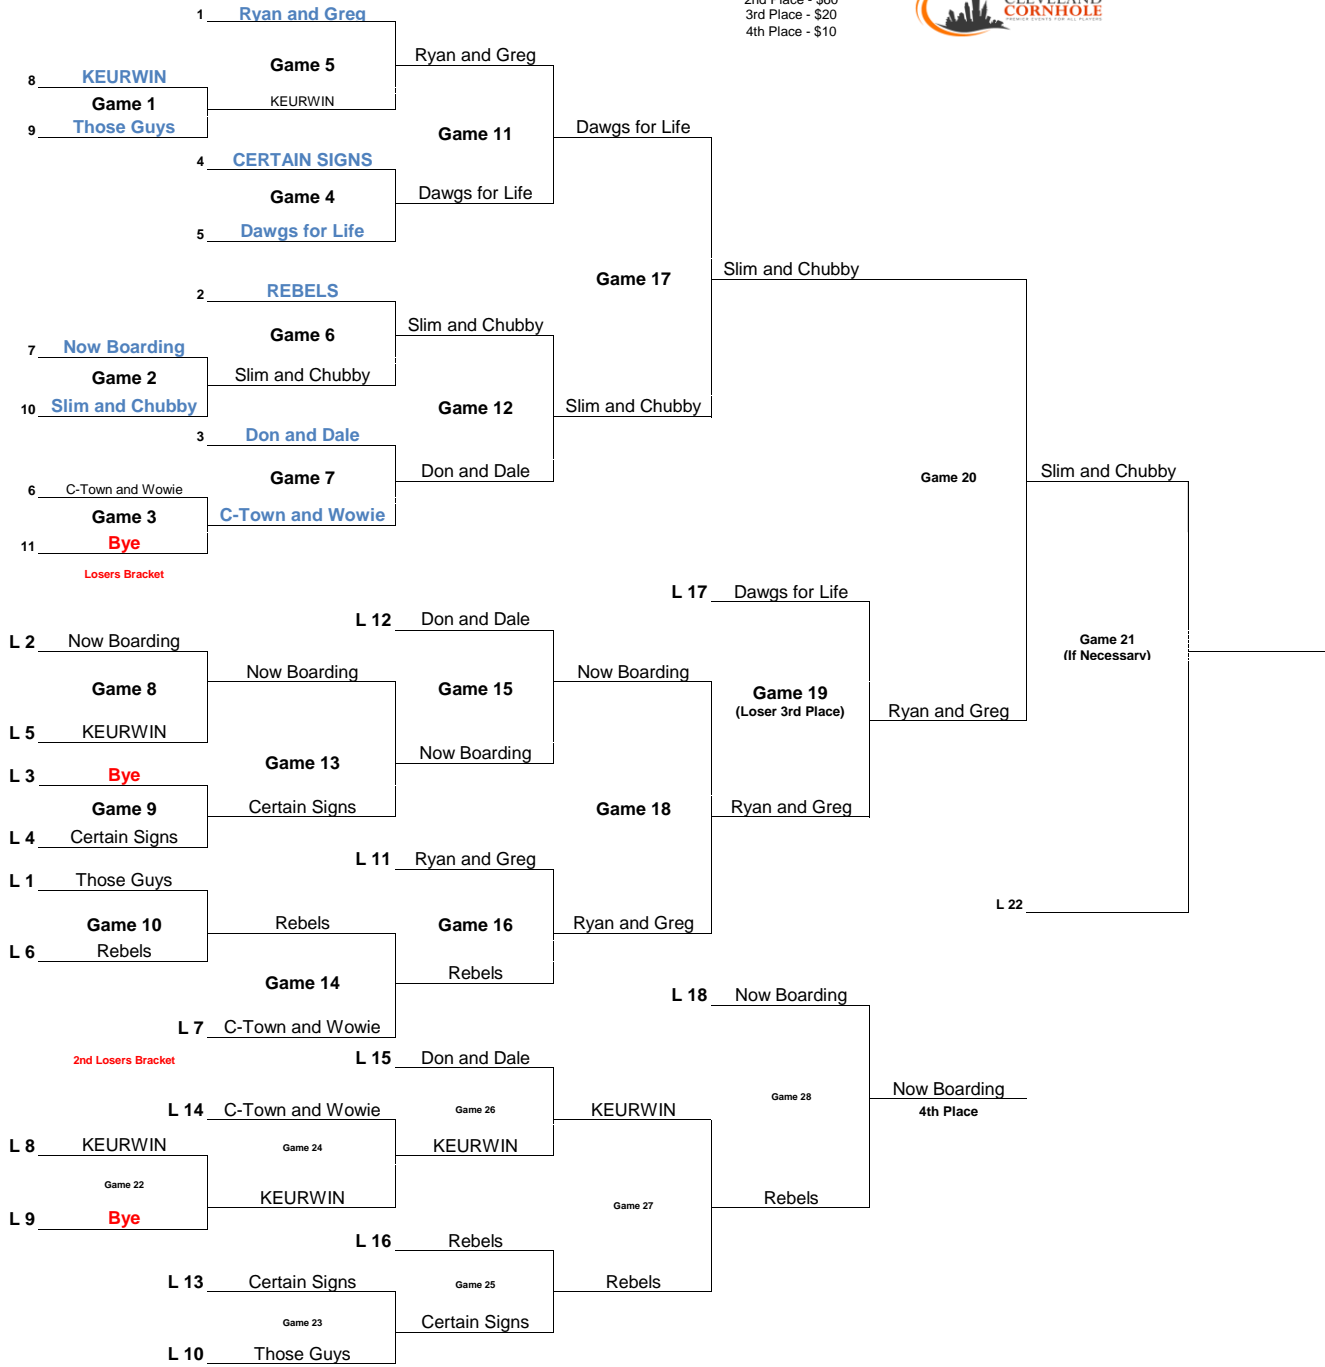 2nd Place - $60
3rd Place - $20
4th Place - $10
CLEVELAND
CORNHOLE
PREMIER EVENTS FOR ALL PLAYERS
1 Ryan and Greg
Game 5
Ryan and Greg
8 KEURWIN
Game 1
KEURWIN
9 Those Guys
Game 11
Dawgs for Life
4 CERTAIN SIGNS
Game 4
Dawgs for Life
5 Dawgs for Life
Game 17
Slim and Chubby
2 REBELS
Game 6
Slim and Chubby
7 Now Boarding
Game 2
Slim and Chubby
10 Slim and Chubby
Game 12
Slim and Chubby
3 Don and Dale
Game 7
Don and Dale
Game 20
Slim and Chubby
6 C-Town and Wowie
Game 3
C-Town and Wowie
11 Bye
Losers Bracket
L 17 Dawgs for Life
L 12 Don and Dale
L 2 Now Boarding
Game 21
(If Necessary)
Now Boarding
Game 8
Game 15
Now Boarding
Game 19
(Loser 3rd Place)
Ryan and Greg
L 5 KEURWIN
Now Boarding
Game 13
L 3 Bye
Game 9
Certain Signs
Game 18
Ryan and Greg
L 4 Certain Signs
L 11 Ryan and Greg
L 1 Those Guys
L 22
Game 10
Rebels
Game 16
Ryan and Greg
L 6 Rebels
Rebels
Game 14
L 18 Now Boarding
L 7 C-Town and Wowie
2nd Losers Bracket
L 15 Don and Dale
Now Boarding
4th Place
Game 28
L 14 C-Town and Wowie
Game 26
KEURWIN
L 8 KEURWIN
Game 24
KEURWIN
Game 22
KEURWIN
Rebels
L 9 Bye
Game 27
L 16 Rebels
L 13 Certain Signs
Game 25
Rebels
Game 23
Certain Signs
L 10 Those Guys